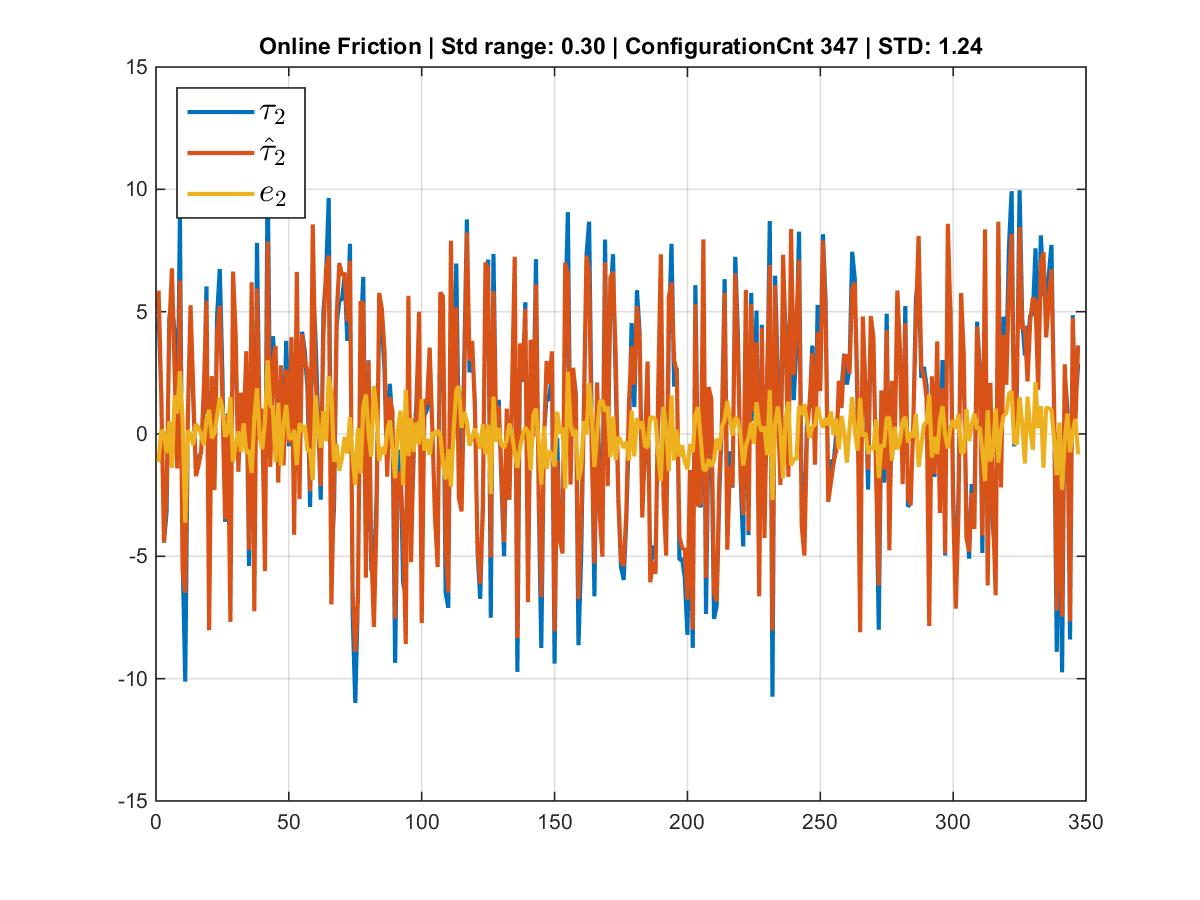 Online Friction | Std range: 0.30 | ConfigurationCnt 347 | STD: 1.24
15
10
5
0
-5
-10
-15
τ₂
τ̂₂
e₂
0 50 100 150 200 250 300 350